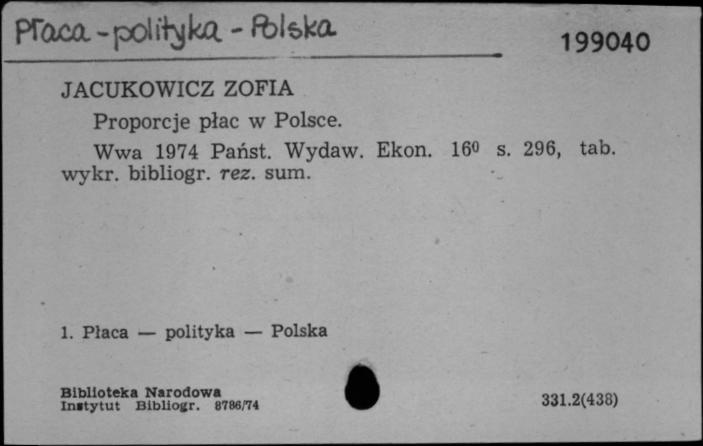 Płaca - polityka - Polska
199040
JACUKOWICZ ZOFIA
Proporcje płac w Polsce.
Wwa 1974 Państ. Wydaw. Ekon. 16⁰ s. 296, tab.
wykr. bibliogr. rez. sum.
1. Płaca — polityka — Polska
Biblioteka Narodowa
Instytut Bibliogr. 8786/74
331.2(438)